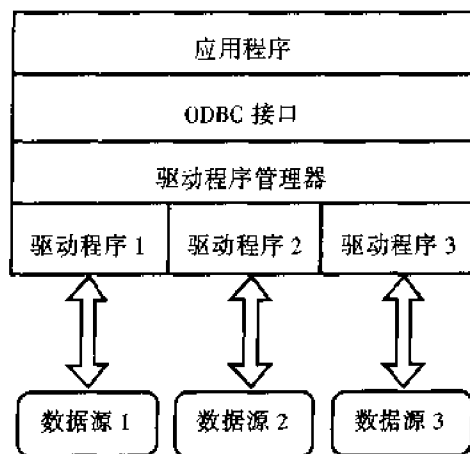 应用程序
ODBC 接口
驱动程序管理器
驱动程序 1 驱动程序 2 驱动程序 3
数据源 1 数据源 2 数据源 3